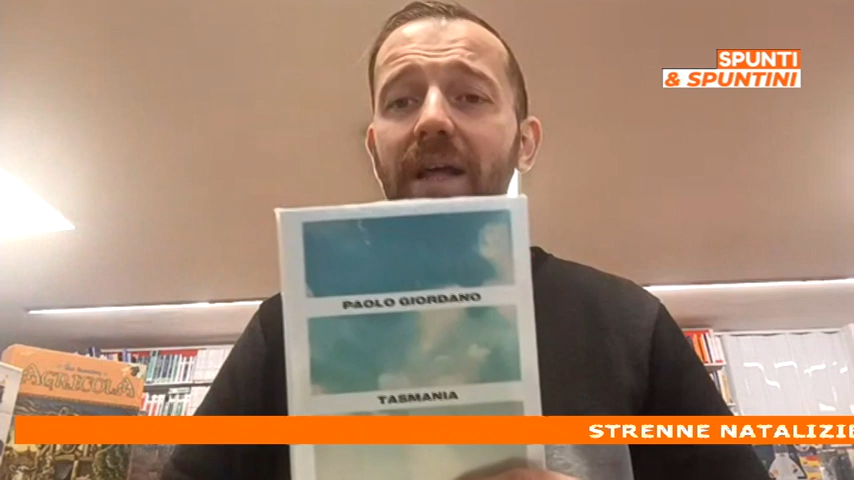 SPUNTI
& SPUNTINI
PAOLO GIORDANO
TASMANIA
AGRICOLA
STRENNE NATALIZIE